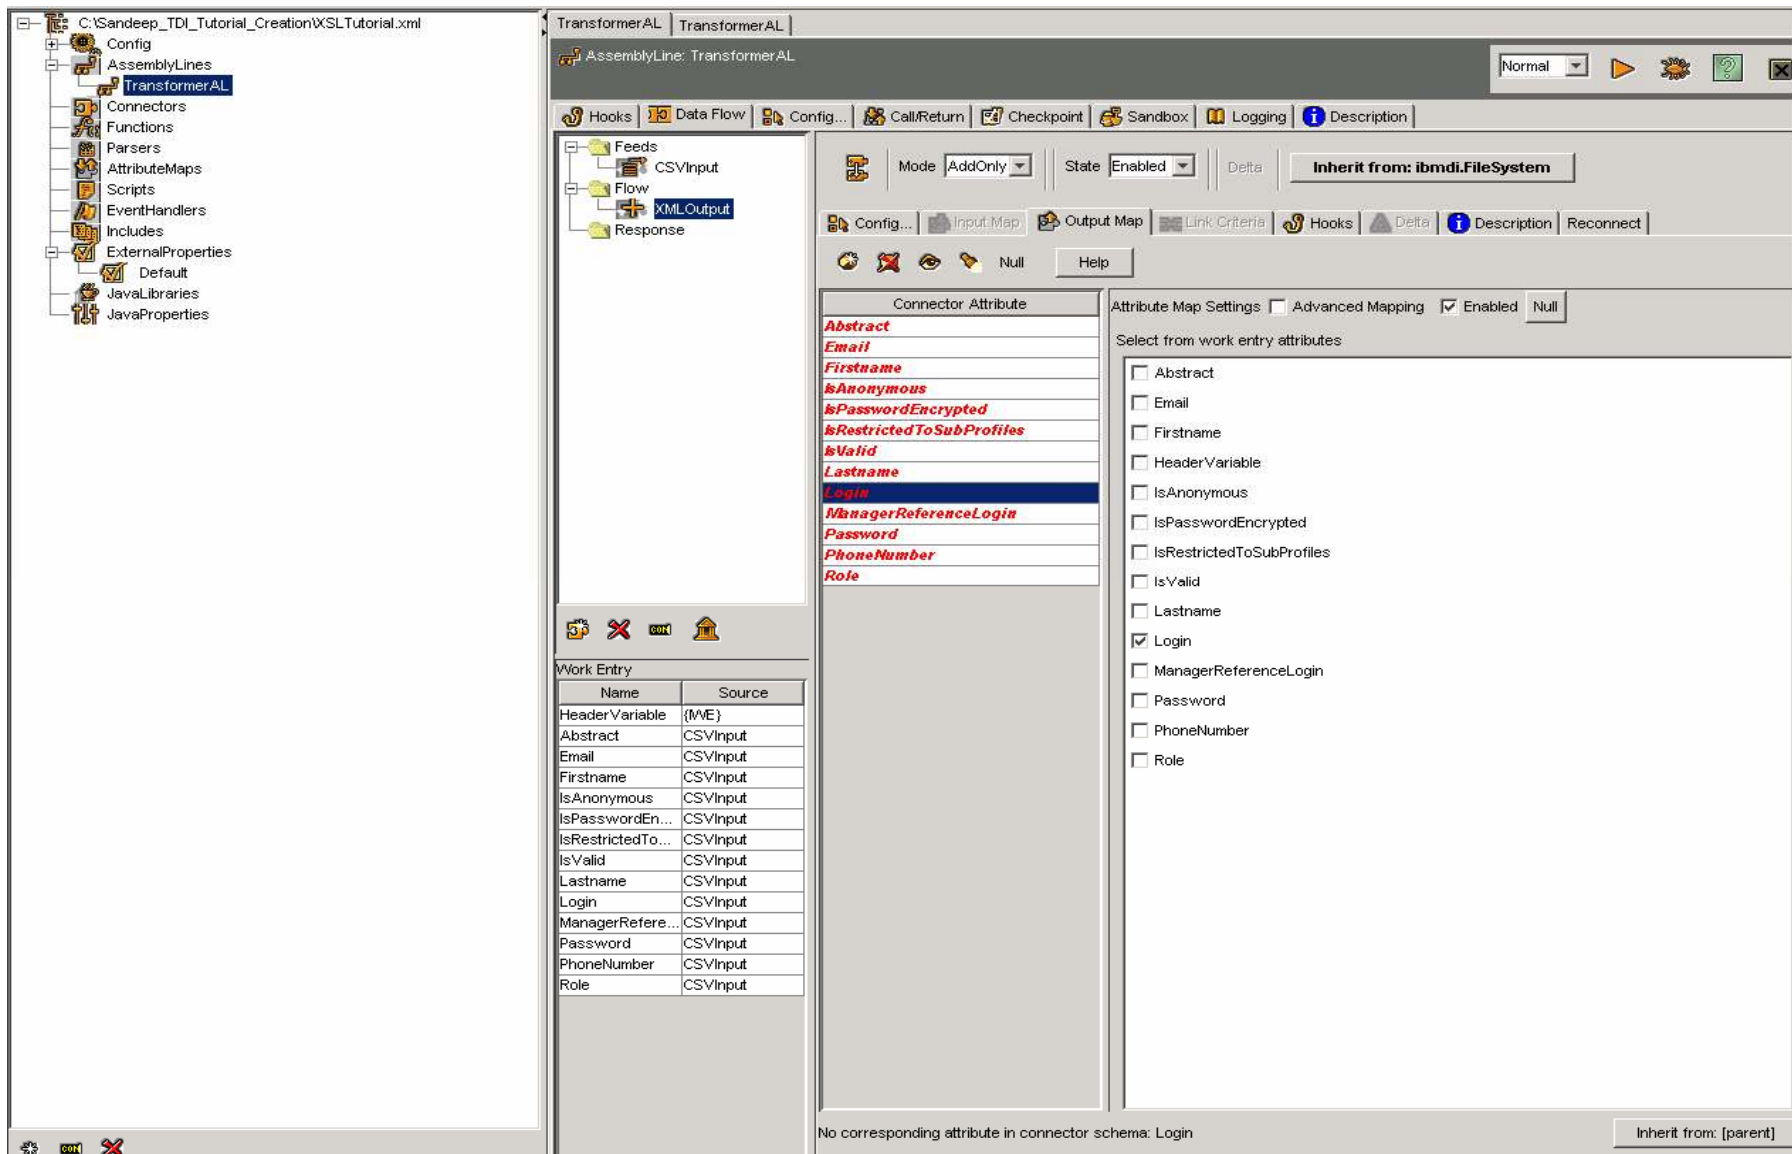 C:\Sandeep_TDI_Tutorial_Creation\XSLTutorial.xml
Config
AssemblyLines
TransformerAL
Connectors
Functions
Parsers
AttributeMaps
Scripts
EventHandlers
Includes
ExternalProperties
Default
JavaLibraries
JavaProperties
TransformerAL TransformerAL
AssemblyLine: TransformerAL
Normal
Hooks Data Flow Config... Call/Return Checkpoint Sandbox Logging Description
Feeds
CSVInput
Flow
XMLOutput
Response
Mode AddOnly State Enabled Delta Inherit from: ibmdi.FileSystem
Config... Input Map Output Map Link Criteria Hooks Delta Description Reconnect
Null Help
Connector Attribute
Abstract
Email
Firstname
IsAnonymous
IsPasswordEncrypted
IsRestrictedToSubProfiles
IsValid
Lastname
Login
ManagerReferenceLogin
Password
PhoneNumber
Role
Attribute Map Settings Advanced Mapping Enabled Null
Select from work entry attributes
Abstract
Email
Firstname
HeaderVariable
IsAnonymous
IsPasswordEncrypted
IsRestrictedToSubProfiles
IsValid
Lastname
Login
ManagerReferenceLogin
Password
PhoneNumber
Role
Work Entry
Name Source
HeaderVariable {IWE}
Abstract CSVInput
Email CSVInput
Firstname CSVInput
IsAnonymous CSVInput
IsPasswordEn... CSVInput
IsRestrictedTo... CSVInput
IsValid CSVInput
Lastname CSVInput
Login CSVInput
ManagerRefere... CSVInput
Password CSVInput
PhoneNumber CSVInput
Role CSVInput
No corresponding attribute in connector schema: Login
Inherit from: [parent]